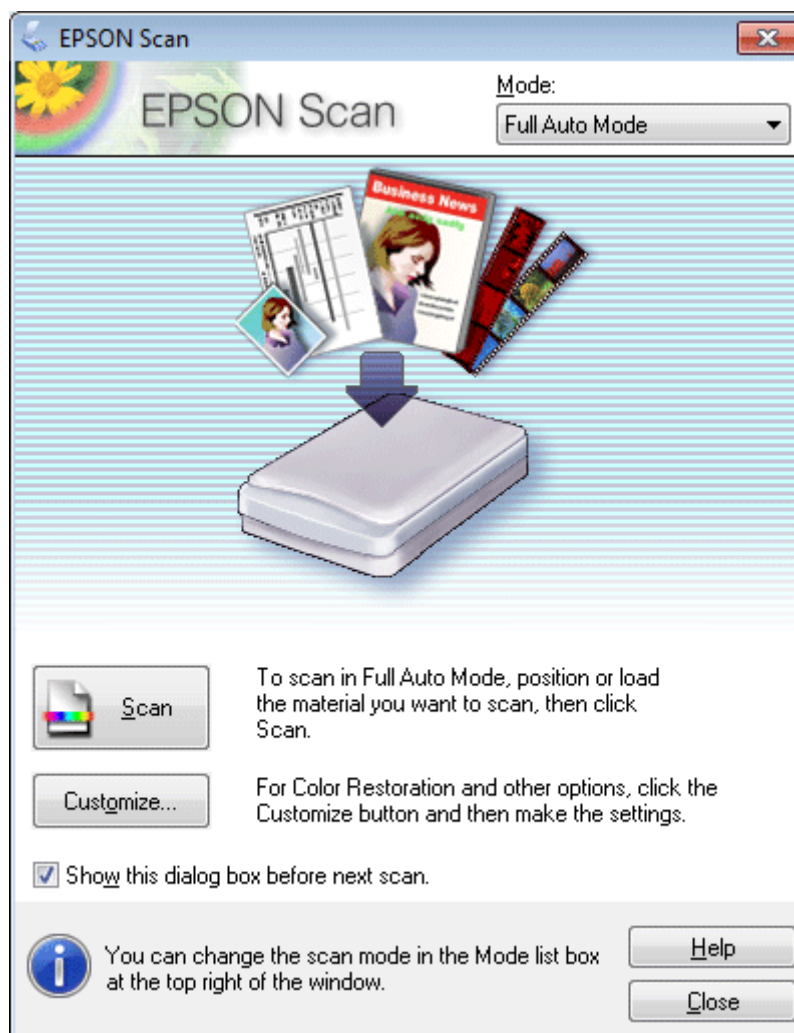 EPSON Scan
EPSON Scan
Mode:
Full Auto Mode
Business News
Scan
To scan in Full Auto Mode, position or load
the material you want to scan, then click
Scan.
Customize...
For Color Restoration and other options, click the
Customize button and then make the settings.
Show this dialog box before next scan.
You can change the scan mode in the Mode list box
at the top right of the window.
Help
Close